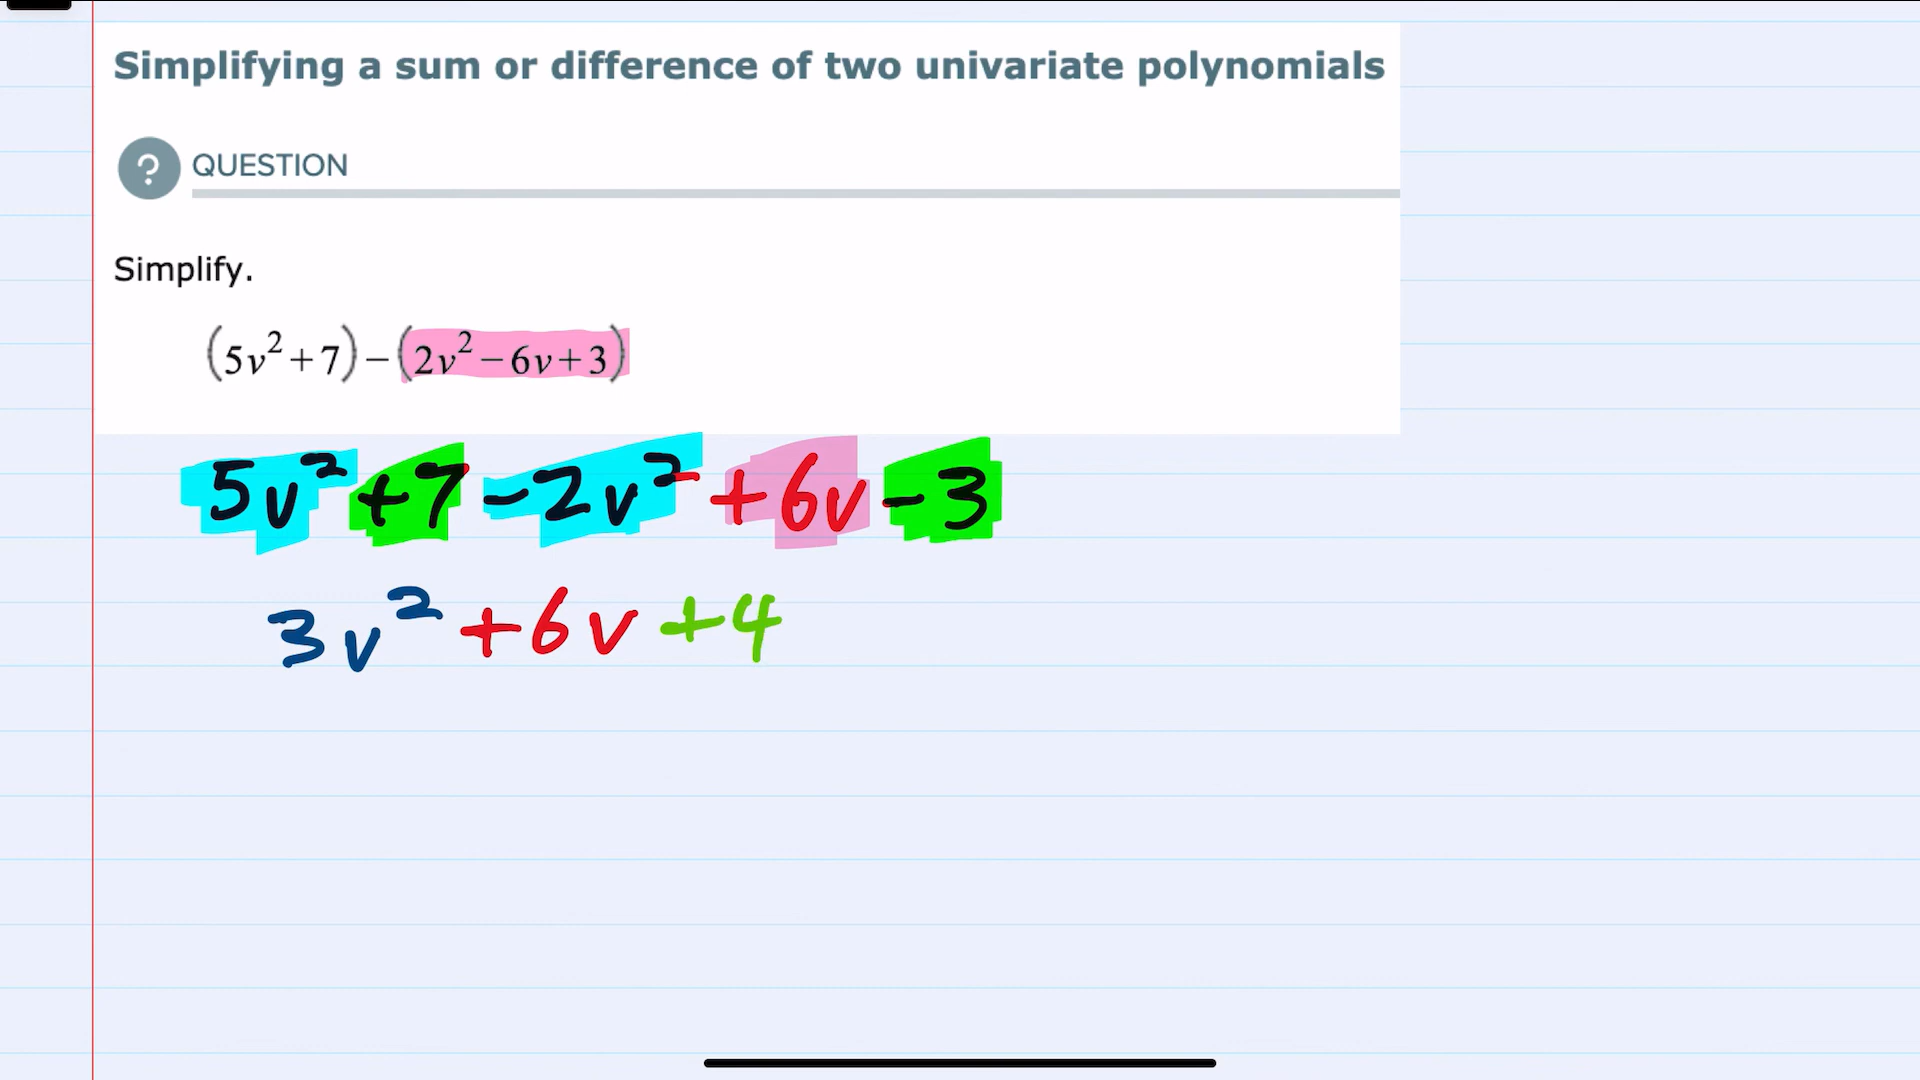 Simplifying a sum or difference of two univariate polynomials
? QUESTION
Simplify.
(5v²+7)−(2v²−6v+3)
5v²+7−2v²+6v−3
3v²+6v+4